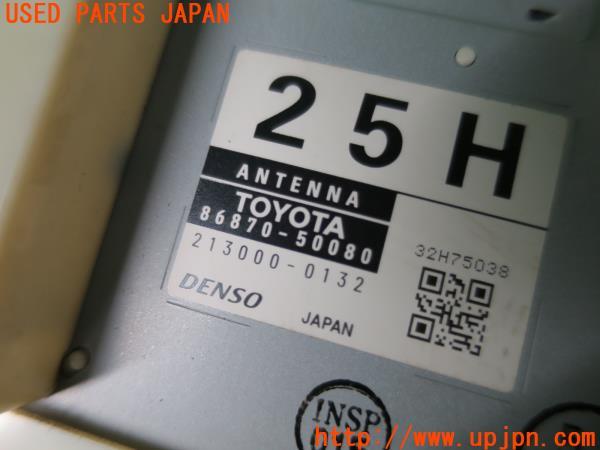 USED PARTS JAPAN
25H
ANTENNA
TOYOTA
86870-50080
213000-0132
32H75038
DENSO
JAPAN
INSP
http://www.upjpn.com